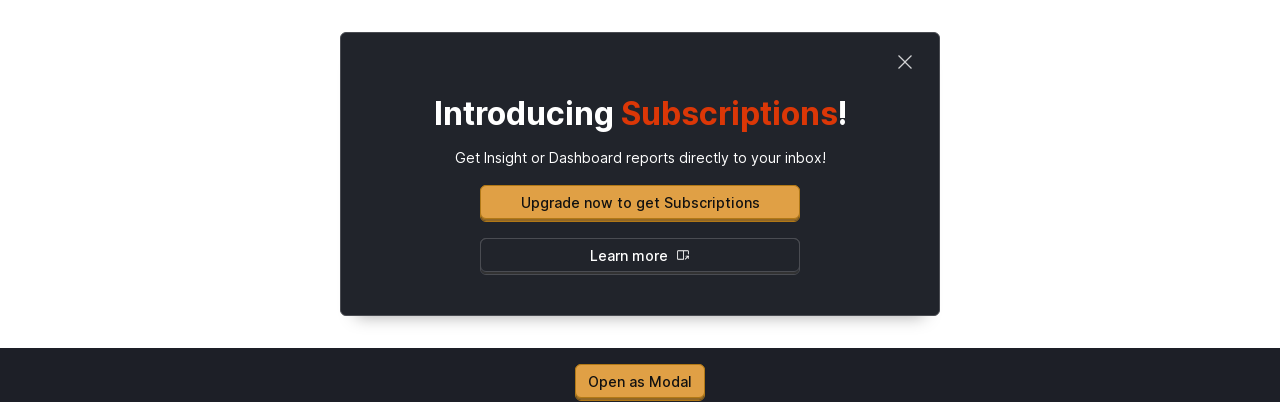 Introducing Subscriptions!
Get Insight or Dashboard reports directly to your inbox!
Upgrade now to get Subscriptions
Learn more
Open as Modal